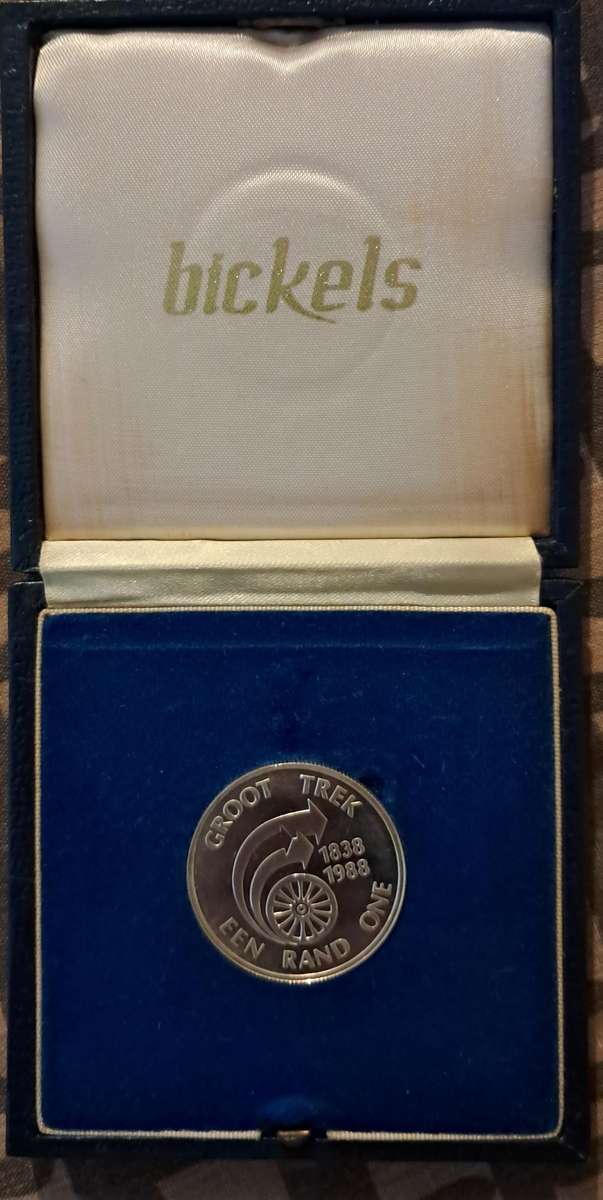 bickels
GROOT TREK
1838
1988
EEN RAND ONE